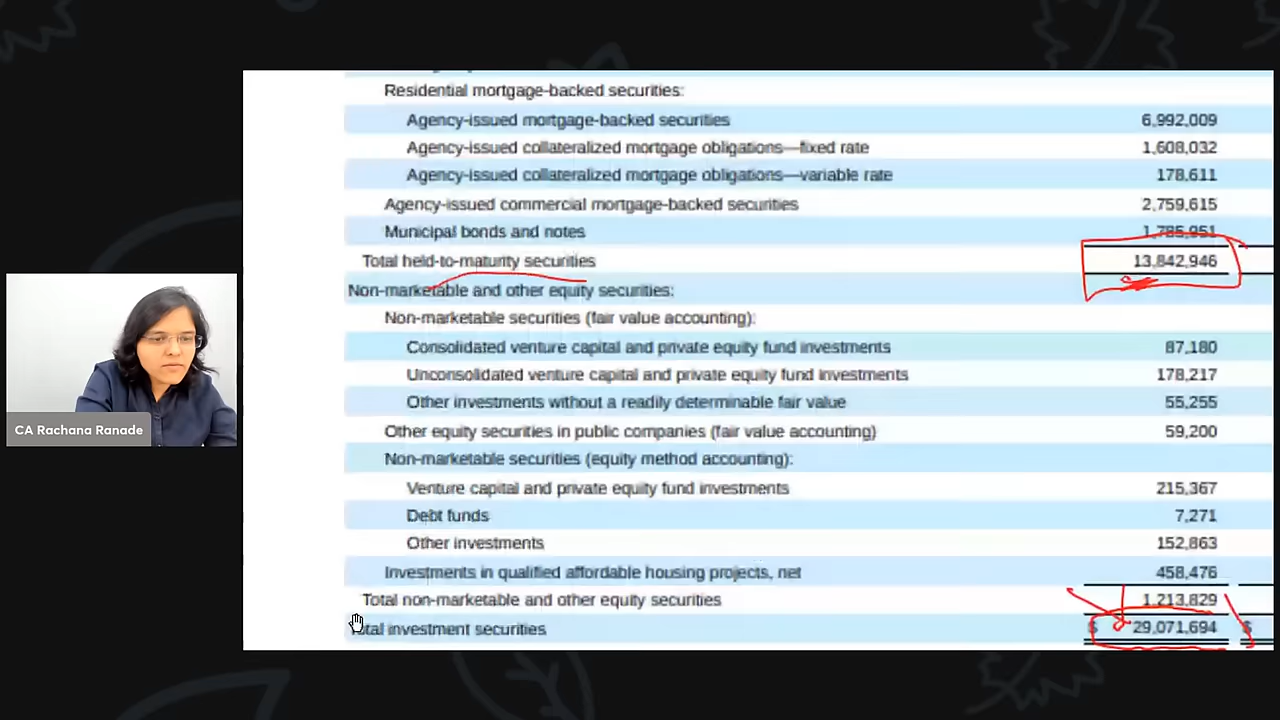 Residential mortgage-backed securities:
Agency-issued mortgage-backed securities 6,992,009
Agency-issued collateralized mortgage obligations—fixed rate 1,608,032
Agency-issued collateralized mortgage obligations—variable rate 178,611
Agency-issued commercial mortgage-backed securities 2,759,615
Municipal bonds and notes 1,785,951
Total held-to-maturity securities 13,842,946
Non-marketable and other equity securities:
Non-marketable securities (fair value accounting):
Consolidated venture capital and private equity fund investments 87,180
Unconsolidated venture capital and private equity fund investments 178,217
Other investments without a readily determinable fair value 55,255
Other equity securities in public companies (fair value accounting) 59,200
Non-marketable securities (equity method accounting):
Venture capital and private equity fund investments 215,367
Debt funds 7,271
Other investments 152,863
Investments in qualified affordable housing projects, net 458,476
Total non-marketable and other equity securities 1,213,829
Total investment securities $ 29,071,694 $
CA Rachana Ranade